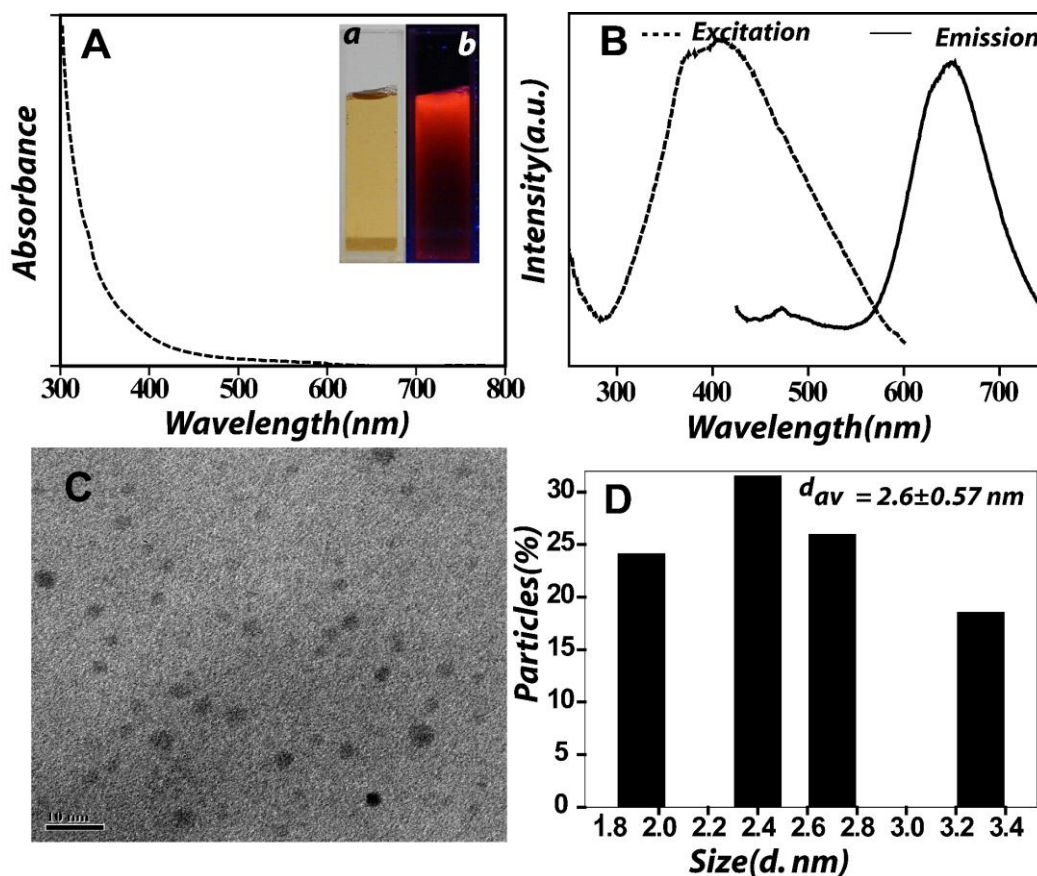 A
a
b
Absorbance
300
400
500
600
700
800
Wavelength(nm)
B
Excitation
Emission
Intensity(a.u.)
300
400
500
600
700
Wavelength(nm)
C
10 nm
D
dav = 2.6±0.57 nm
Particles(%)
30
25
20
15
10
5
0
1.8 2.0 2.2 2.4 2.6 2.8 3.0 3.2 3.4
Size(d. nm)